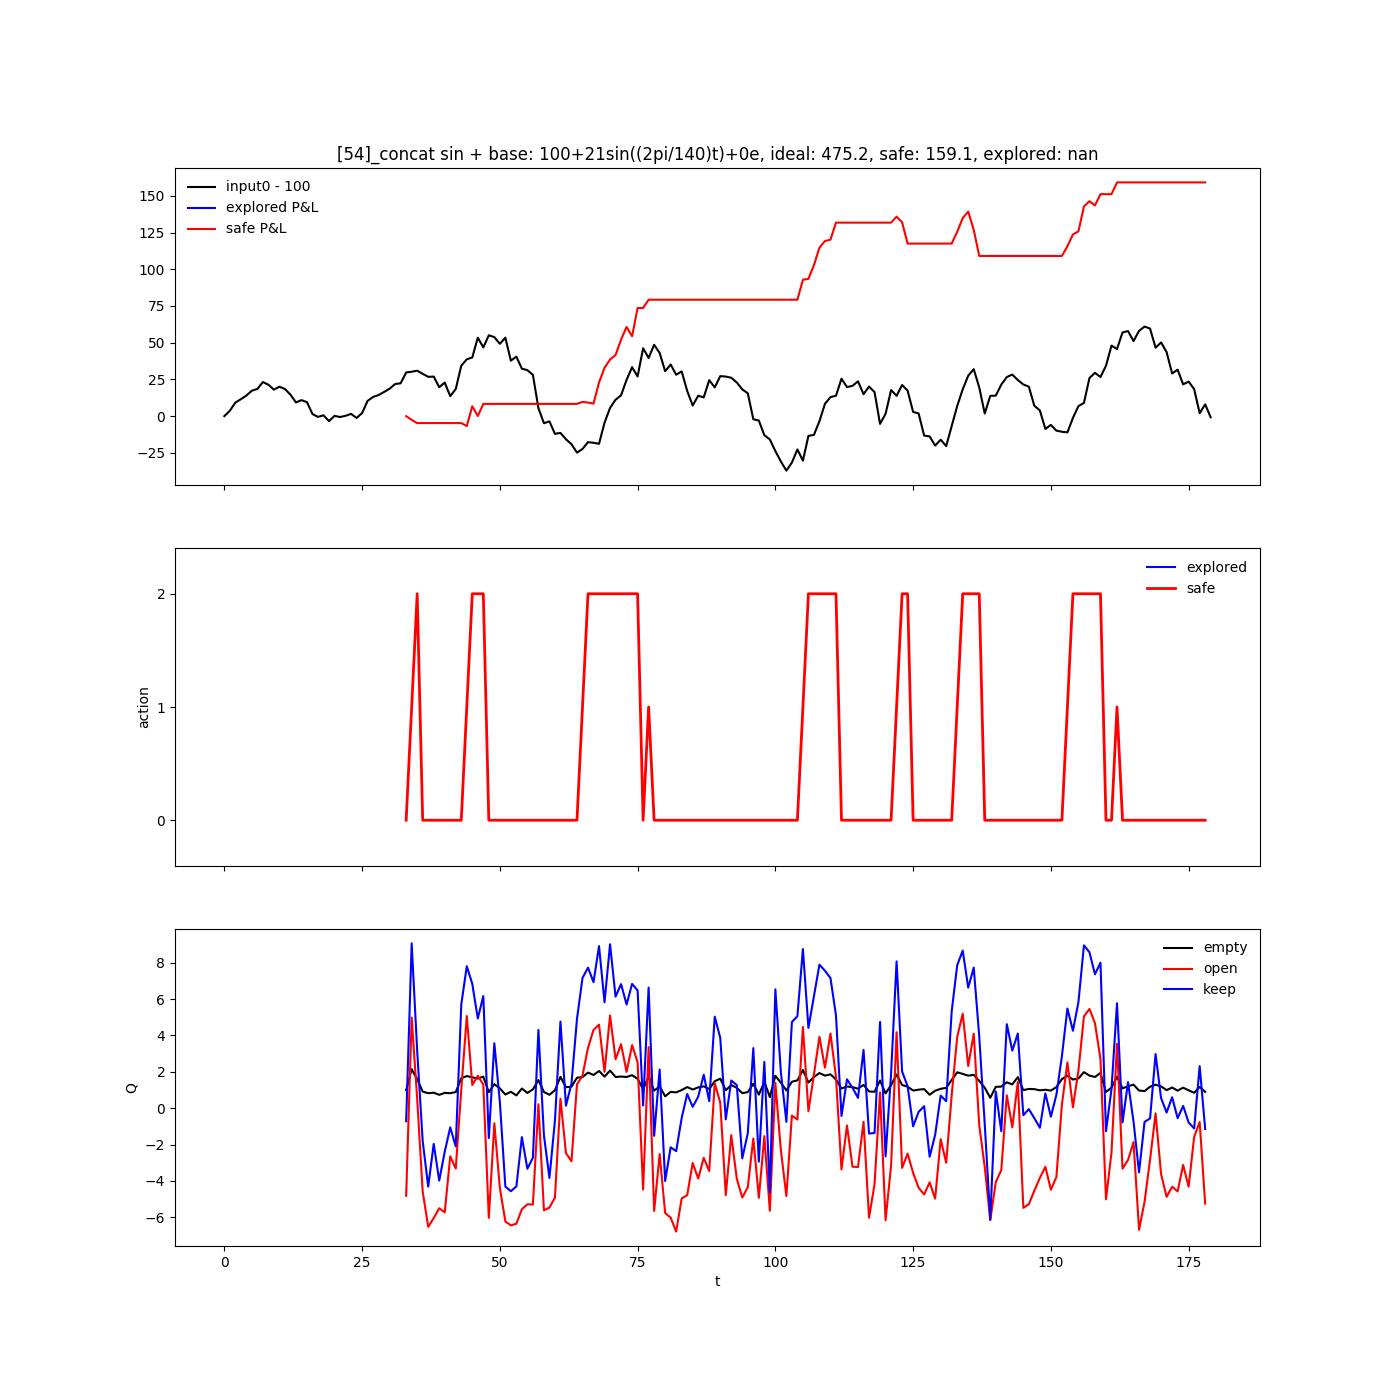 [54]_concat sin + base: 100+21sin((2pi/140)t)+0e, ideal: 475.2, safe: 159.1, explored: nan
input0 - 100
explored P&L
safe P&L
150
125
100
75
50
25
0
−25
explored
safe
2
1
0
action
empty
open
keep
8
6
4
2
0
−2
−4
−6
Q
0 25 50 75 100 125 150 175
t